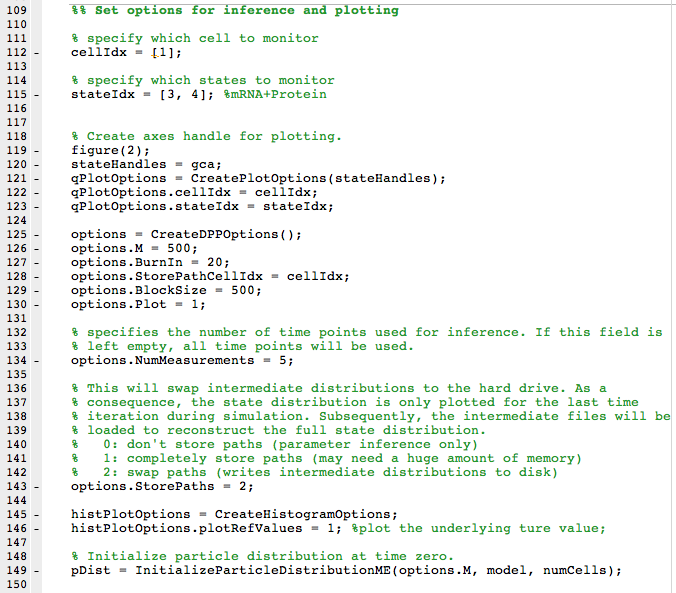 109 %% Set options for inference and plotting
110
111 % specify which cell to monitor
112 - cellIdx = [1];
113
114 % specify which states to monitor
115 - stateIdx = [3, 4]; %mRNA+Protein
116
117
118 % Create axes handle for plotting.
119 - figure(2);
120 - stateHandles = gca;
121 - qPlotOptions = CreatePlotOptions(stateHandles);
122 - qPlotOptions.cellIdx = cellIdx;
123 - qPlotOptions.stateIdx = stateIdx;
124
125 - options = CreateDPPOptions();
126 - options.M = 500;
127 - options.BurnIn = 20;
128 - options.StorePathCellIdx = cellIdx;
129 - options.BlockSize = 500;
130 - options.Plot = 1;
131
132 % specifies the number of time points used for inference. If this field is
133 % left empty, all time points will be used.
134 - options.NumMeasurements = 5;
135
136 % This will swap intermediate distributions to the hard drive. As a
137 % consequence, the state distribution is only plotted for the last time
138 % iteration during simulation. Subsequently, the intermediate files will be
139 % loaded to reconstruct the full state distribution.
140 %   0: don't store paths (parameter inference only)
141 %   1: completely store paths (may need a huge amount of memory)
142 %   2: swap paths (writes intermediate distributions to disk)
143 - options.StorePaths = 2;
144
145 - histPlotOptions = CreateHistogramOptions;
146 - histPlotOptions.plotRefValues = 1; %plot the underlying ture value;
147
148 % Initialize particle distribution at time zero.
149 - pDist = InitializeParticleDistributionME(options.M, model, numCells);
150